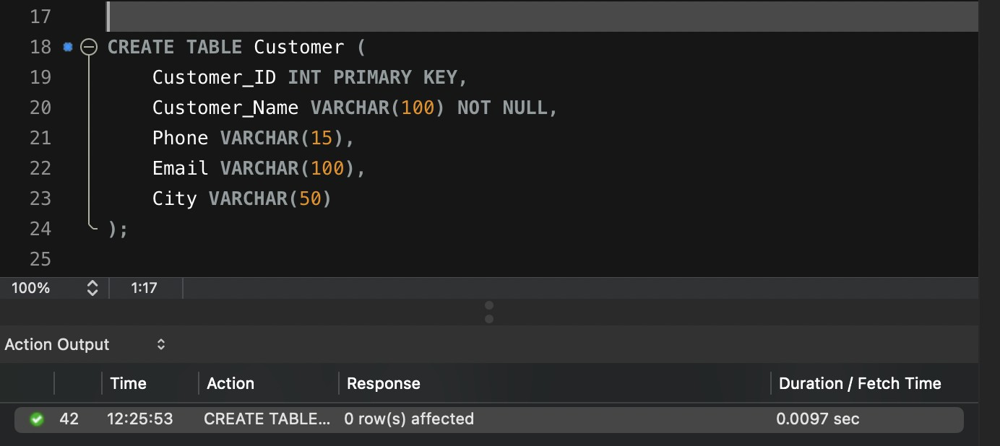 17
18 CREATE TABLE Customer (
19 Customer_ID INT PRIMARY KEY,
20 Customer_Name VARCHAR(100) NOT NULL,
21 Phone VARCHAR(15),
22 Email VARCHAR(100),
23 City VARCHAR(50)
24 );
25
100% 1:17
Action Output
Time Action Response Duration / Fetch Time
42 12:25:53 CREATE TABLE... 0 row(s) affected 0.0097 sec